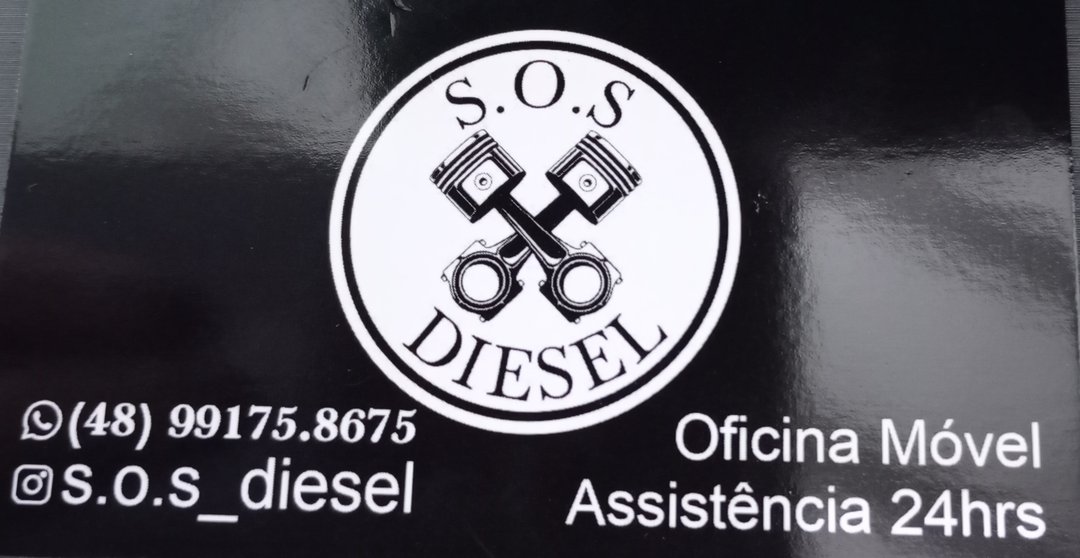 S.O.S
DIESEL
(48) 99175.8675
s.o.s_diesel
Oficina Móvel
Assistência 24hrs